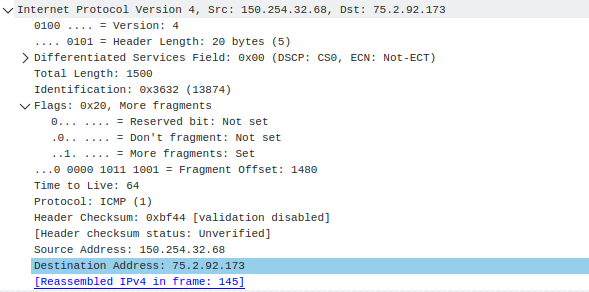 Internet Protocol Version 4, Src: 150.254.32.68, Dst: 75.2.92.173
0100 .... = Version: 4
.... 0101 = Header Length: 20 bytes (5)
Differentiated Services Field: 0x00 (DSCP: CS0, ECN: Not-ECT)
Total Length: 1500
Identification: 0x3632 (13874)
Flags: 0x20, More fragments
0... .... = Reserved bit: Not set
.0.. .... = Don't fragment: Not set
..1. .... = More fragments: Set
...0 0000 1011 1001 = Fragment Offset: 1480
Time to Live: 64
Protocol: ICMP (1)
Header Checksum: 0xbf44 [validation disabled]
[Header checksum status: Unverified]
Source Address: 150.254.32.68
Destination Address: 75.2.92.173
[Reassembled IPv4 in frame: 145]